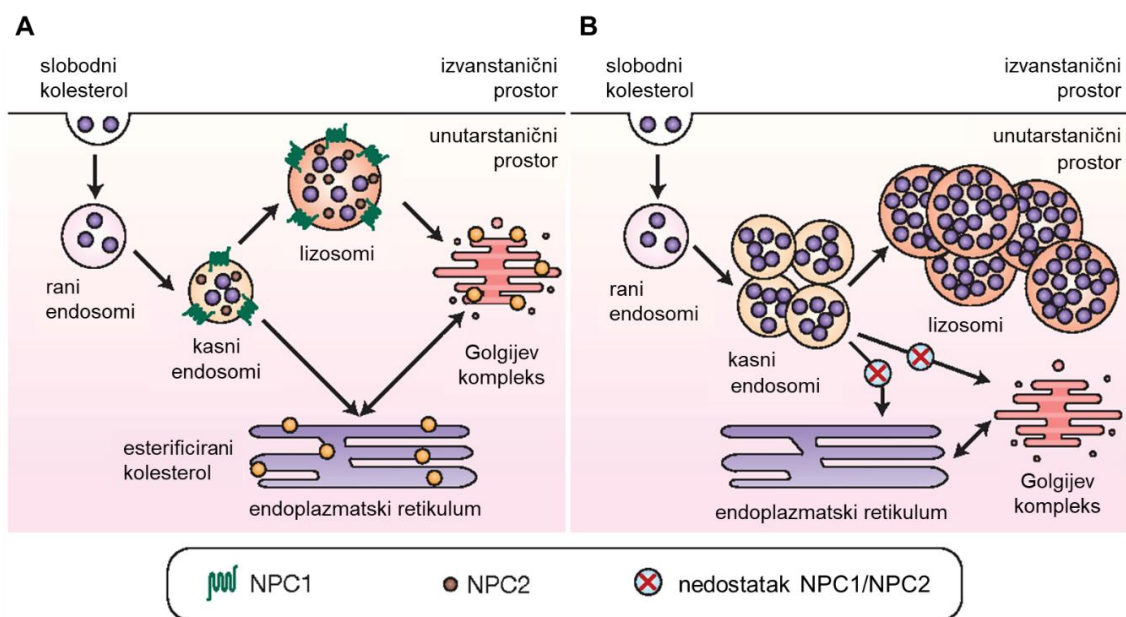 A
slobodni
kolesterol
izvanstanični
prostor
unutarstanični
prostor
lizosomi
rani
endosomi
kasni
endosomi
Golgijev
kompleks
esterificirani
kolesterol
endoplazmatski retikulum
B
slobodni
kolesterol
izvanstanični
prostor
unutarstanični
prostor
rani
endosomi
lizosomi
kasni
endosomi
Golgijev
kompleks
endoplazmatski retikulum
NPC1
NPC2
nedostatak NPC1/NPC2